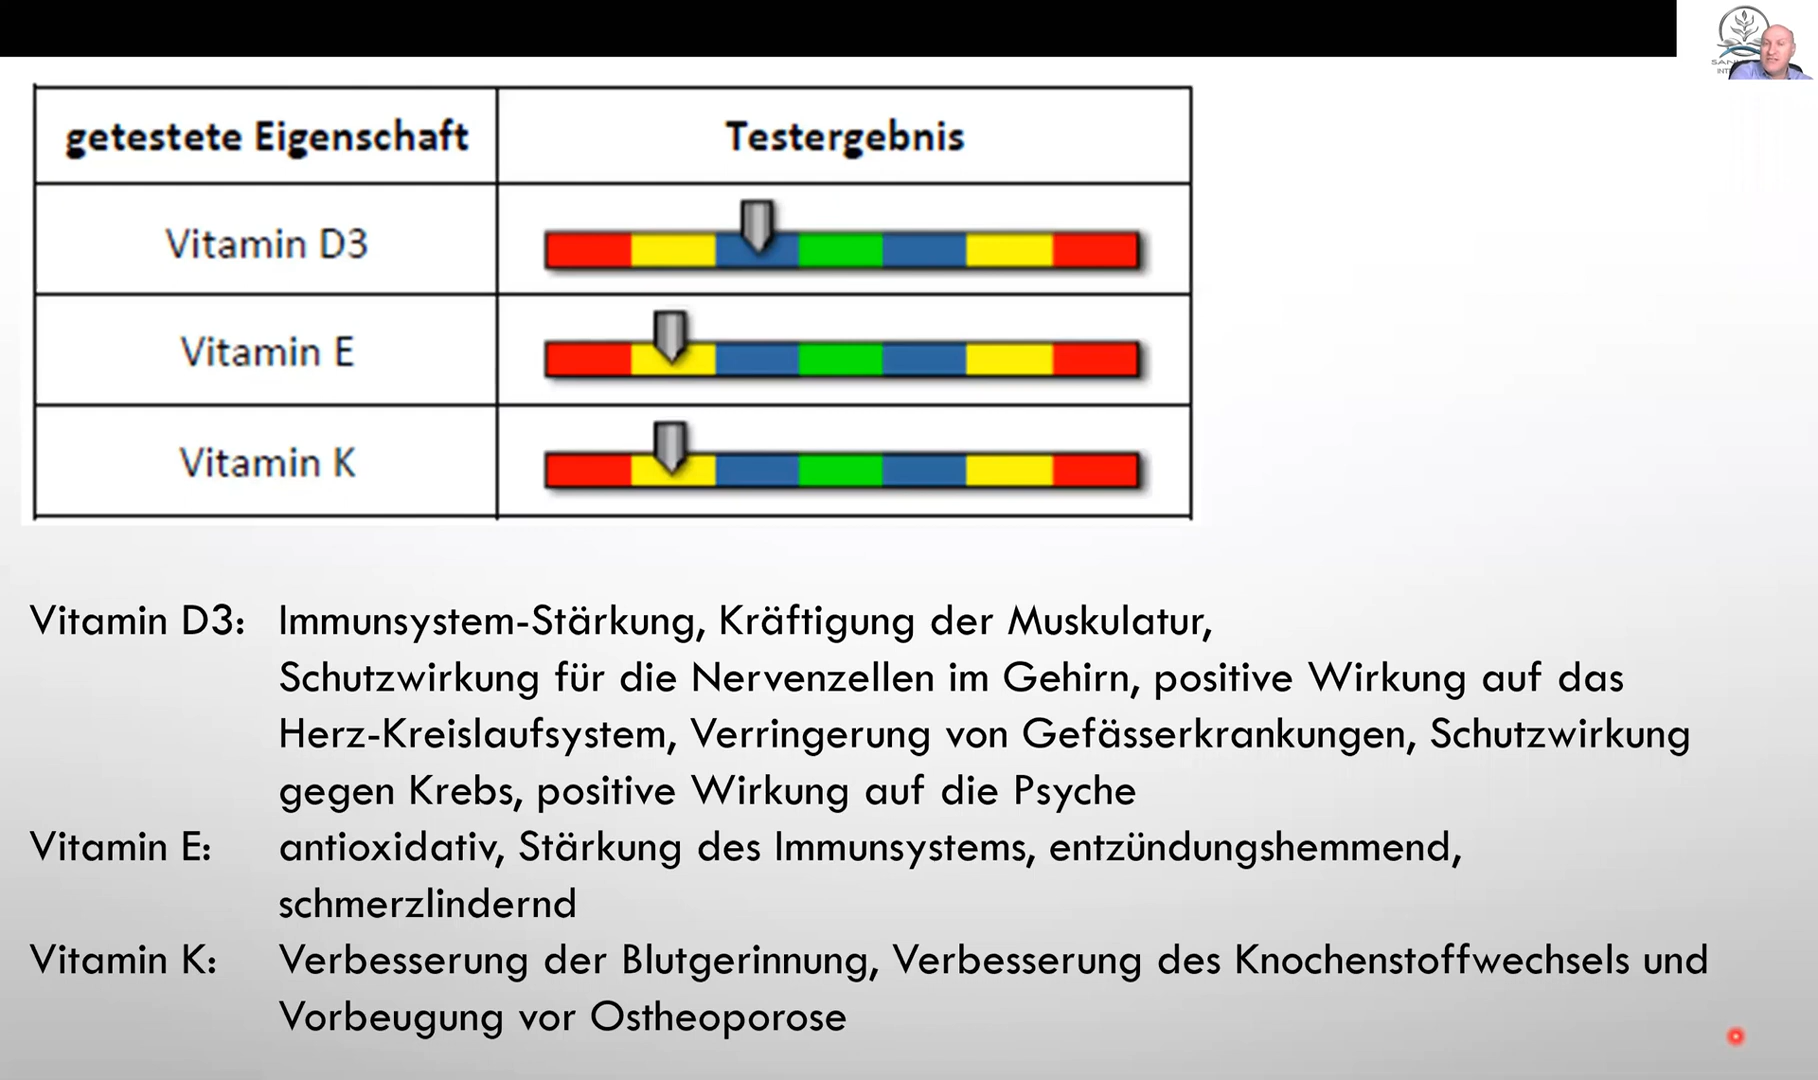 getestete Eigenschaft
Testergebnis
Vitamin D3
Vitamin E
Vitamin K
Vitamin D3: Immunsystem-Stärkung, Kräftigung der Muskulatur,
Schutzwirkung für die Nervenzellen im Gehirn, positive Wirkung auf das
Herz-Kreislaufsystem, Verringerung von Gefässerkrankungen, Schutzwirkung
gegen Krebs, positive Wirkung auf die Psyche
Vitamin E: antioxidativ, Stärkung des Immunsystems, entzündungshemmend,
schmerzlindernd
Vitamin K: Verbesserung der Blutgerinnung, Verbesserung des Knochenstoffwechsels und
Vorbeugung vor Ostheoporose